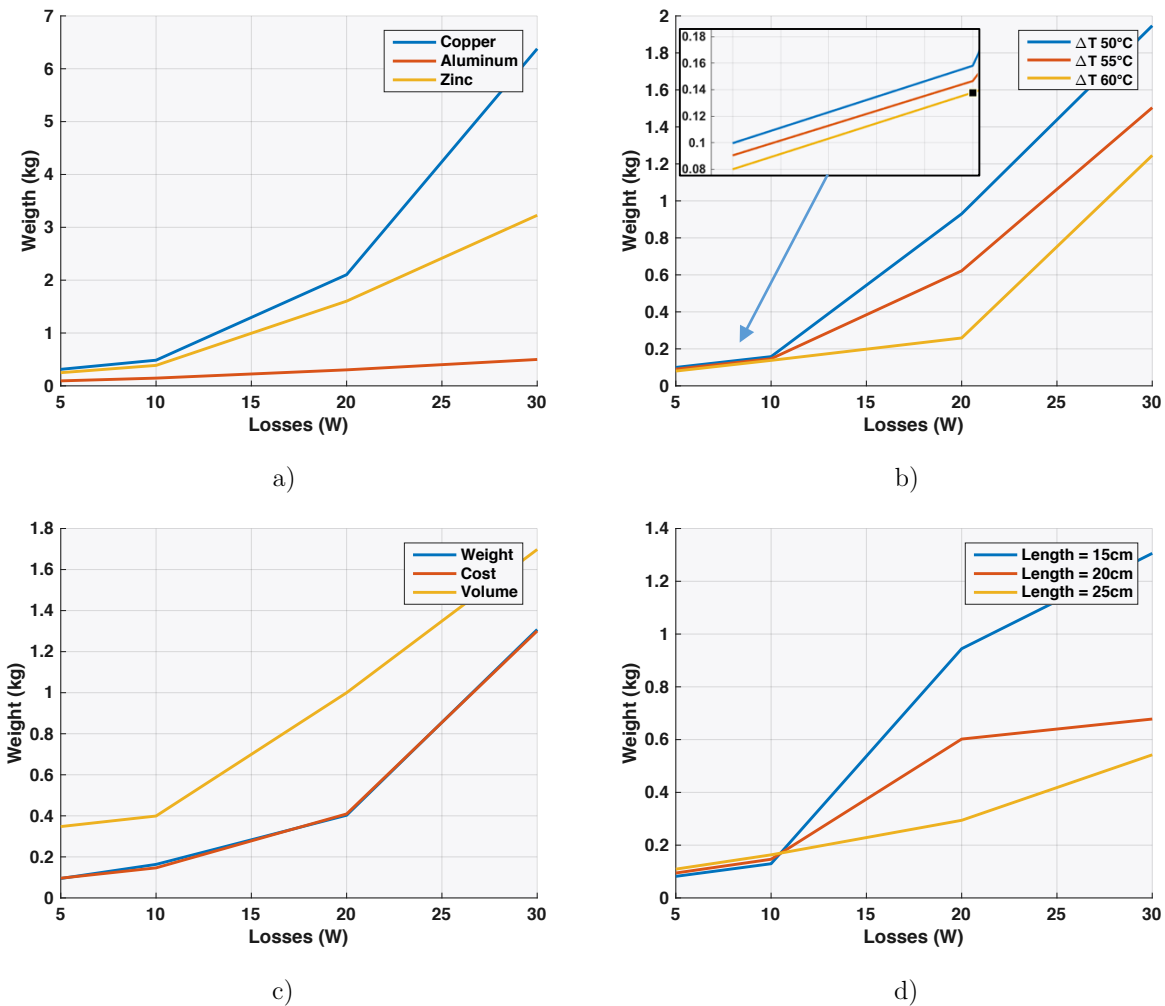 7
6
5
4
3
2
1
0
Weigth (kg)
Copper
Aluminum
Zinc
5
10
15
20
25
30
Losses (W)
a)
2
1.8
1.6
1.4
1.2
1
0.8
0.6
0.4
0.2
0
Weight (kg)
0.18
0.16
0.14
0.12
0.1
0.08
ΔT 50°C
ΔT 55°C
ΔT 60°C
5
10
15
20
25
30
Losses (W)
b)
1.8
1.6
1.4
1.2
1
0.8
0.6
0.4
0.2
0
Weight (kg)
Weight
Cost
Volume
5
10
15
20
25
30
Losses (W)
c)
1.4
1.2
1
0.8
0.6
0.4
0.2
0
Weight (kg)
Length = 15cm
Length = 20cm
Length = 25cm
5
10
15
20
25
30
Losses (W)
d)